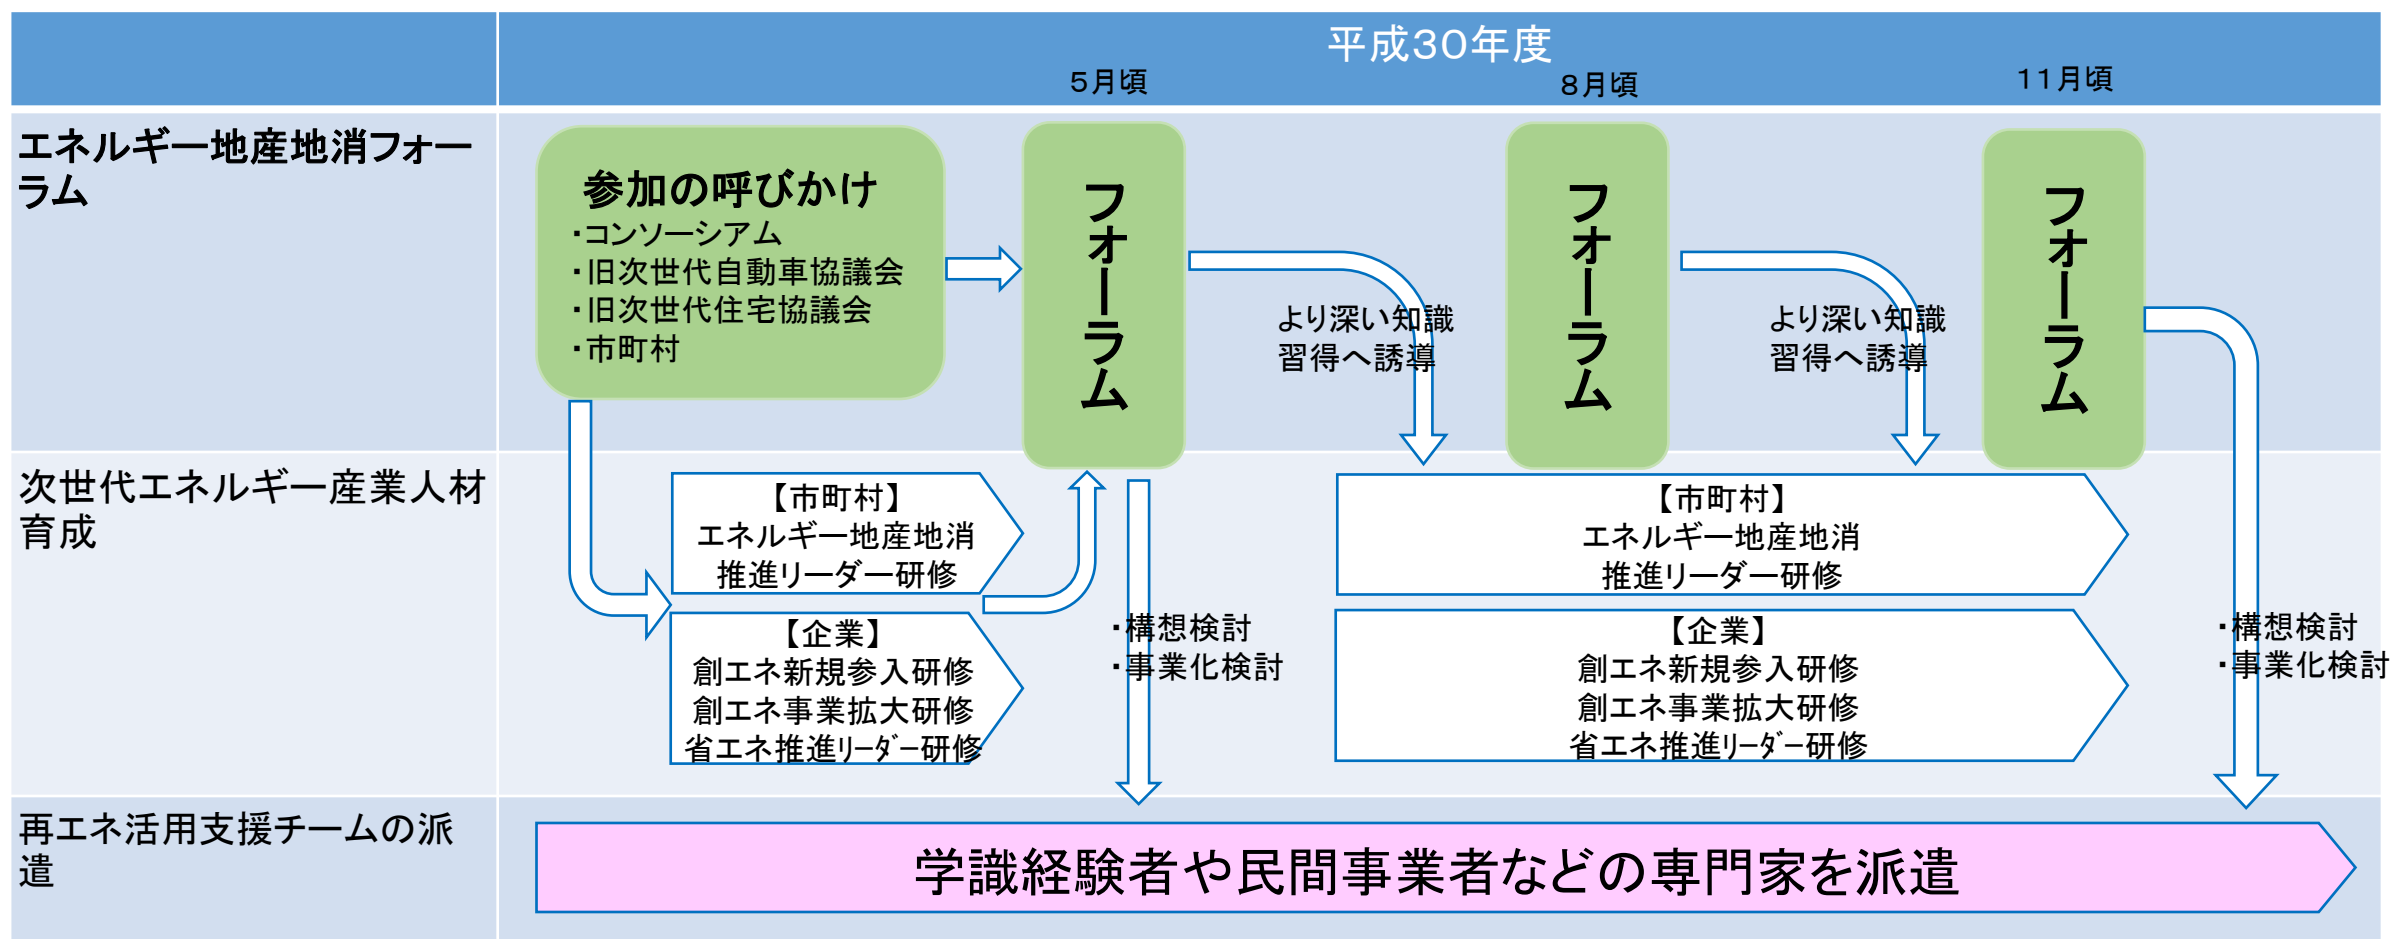 平成３０年度
５月頃
８月頃
１１月頃
エネルギー地産地消フォー
ラム
参加の呼びかけ
・コンソーシアム
・旧次世代自動車協議会
・旧次世代住宅協議会
・市町村
フォーラム
より深い知識
習得へ誘導
フォーラム
より深い知識
習得へ誘導
フォーラム
次世代エネルギー産業人材
育成
【市町村】
エネルギー地産地消
推進リーダー研修
【企業】
創エネ新規参入研修
創エネ事業拡大研修
省エネ推進ﾘｰﾀﾞｰ研修
・構想検討
・事業化検討
【市町村】
エネルギー地産地消
推進リーダー研修
【企業】
創エネ新規参入研修
創エネ事業拡大研修
省エネ推進ﾘｰﾀﾞｰ研修
・構想検討
・事業化検討
再エネ活用支援チームの派
遣
学識経験者や民間事業者などの専門家を派遣